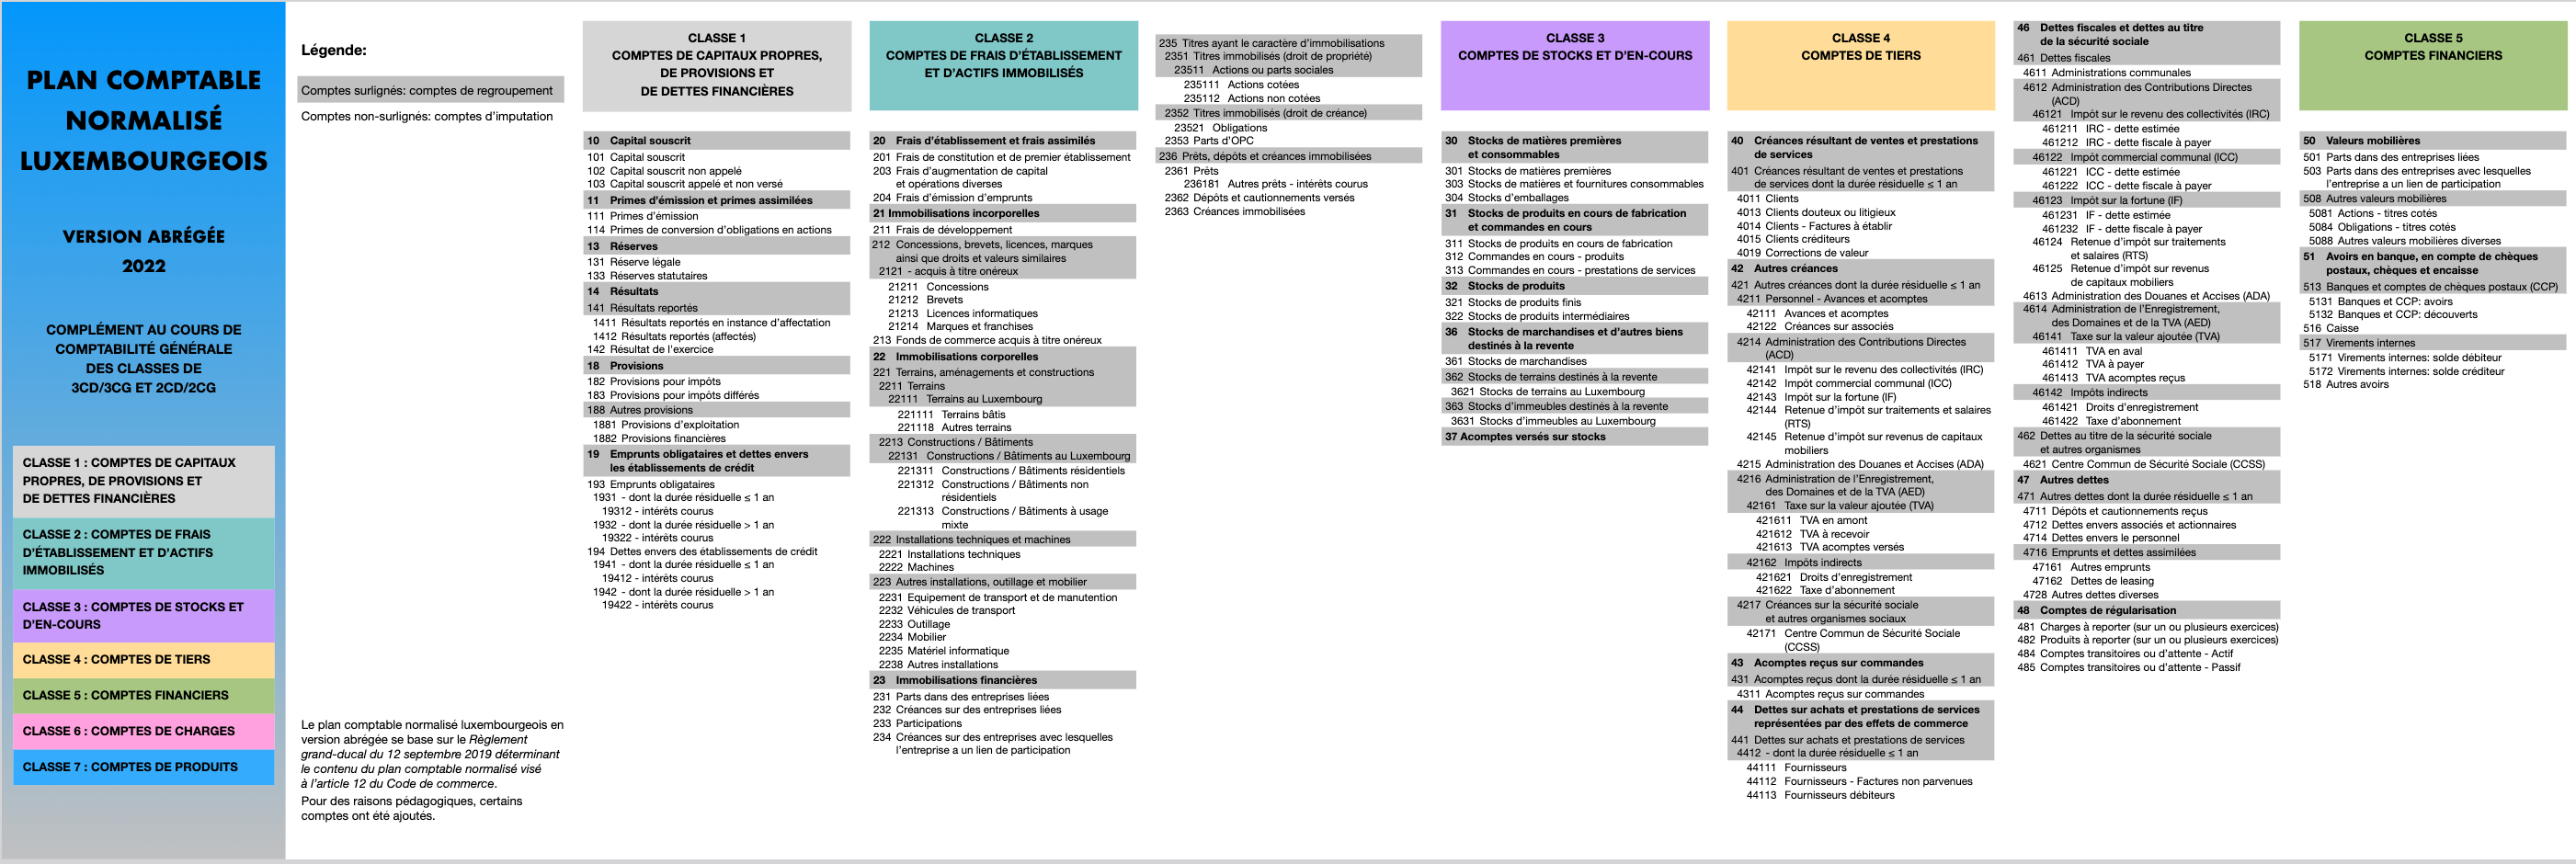 PLAN COMPTABLE
NORMALISÉ
LUXEMBOURGEOIS
VERSION ABRÉGÉE
2022
COMPLÉMENT AU COURS DE
COMPTABILITÉ GÉNÉRALE
DES CLASSES DE
3CD/3CG ET 2CD/2CG
CLASSE 1 : COMPTES DE CAPITAUX
PROPRES, DE PROVISIONS ET
DE DETTES FINANCIÈRES
CLASSE 2 : COMPTES DE FRAIS
D'ÉTABLISSEMENT ET D'ACTIFS
IMMOBILISÉS
CLASSE 3 : COMPTES DE STOCKS ET
D'EN-COURS
CLASSE 4 : COMPTES DE TIERS
CLASSE 5 : COMPTES FINANCIERS
CLASSE 6 : COMPTES DE CHARGES
CLASSE 7 : COMPTES DE PRODUITS
Légende:
Comptes surlignés: comptes de regroupement
Comptes non-surlignés: comptes d'imputation
Le plan comptable normalisé luxembourgeois en
version abrégée se base sur le Règlement
grand-ducal du 12 septembre 2019 déterminant
le contenu du plan comptable normalisé visé
à l'article 12 du Code de commerce.
Pour des raisons pédagogiques, certains
comptes ont été ajoutés.
CLASSE 1
COMPTES DE CAPITAUX PROPRES,
DE PROVISIONS ET
DE DETTES FINANCIÈRES
10 Capital souscrit
101 Capital souscrit
102 Capital souscrit non appelé
103 Capital souscrit appelé et non versé
11 Primes d'émission et primes assimilées
111 Primes d'émission
114 Primes de conversion d'obligations en actions
13 Réserves
131 Réserve légale
133 Réserves statutaires
14 Résultats
141 Résultats reportés
1411 Résultats reportés en instance d'affectation
1412 Résultats reportés (affectés)
142 Résultat de l'exercice
18 Provisions
182 Provisions pour impôts
183 Provisions pour impôts différés
188 Autres provisions
1881 Provisions d'exploitation
1882 Provisions financières
19 Emprunts obligataires et dettes envers
les établissements de crédit
193 Emprunts obligataires
1931 - dont la durée résiduelle ≤ 1 an
19312 - intérêts courus
1932 - dont la durée résiduelle > 1 an
19322 - intérêts courus
194 Dettes envers des établissements de crédit
1941 - dont la durée résiduelle ≤ 1 an
19412 - intérêts courus
1942 - dont la durée résiduelle > 1 an
19422 - intérêts courus
CLASSE 2
COMPTES DE FRAIS D'ÉTABLISSEMENT
ET D'ACTIFS IMMOBILISÉS
20 Frais d'établissement et frais assimilés
201 Frais de constitution et de premier établissement
203 Frais d'augmentation de capital
et opérations diverses
204 Frais d'émission d'emprunts
21 Immobilisations incorporelles
211 Frais de développement
212 Concessions, brevets, licences, marques
ainsi que droits et valeurs similaires
2121 - acquis à titre onéreux
21211 Concessions
21212 Brevets
21213 Licences informatiques
21214 Marques et franchises
213 Fonds de commerce acquis à titre onéreux
22 Immobilisations corporelles
221 Terrains, aménagements et constructions
2211 Terrains
22111 Terrains au Luxembourg
221111 Terrains bâtis
221118 Autres terrains
2213 Constructions / Bâtiments
22131 Constructions / Bâtiments au Luxembourg
221311 Constructions / Bâtiments résidentiels
221312 Constructions / Bâtiments non
résidentiels
221313 Constructions / Bâtiments à usage
mixte
222 Installations techniques et machines
2221 Installations techniques
2222 Machines
223 Autres installations, outillage et mobilier
2231 Equipement de transport et de manutention
2232 Véhicules de transport
2233 Outillage
2234 Mobilier
2235 Matériel informatique
2238 Autres installations
23 Immobilisations financières
231 Parts dans des entreprises liées
232 Créances sur des entreprises liées
233 Participations
234 Créances sur des entreprises avec lesquelles
l'entreprise a un lien de participation
235 Titres ayant le caractère d'immobilisations
2351 Titres immobilisés (droit de propriété)
23511 Actions ou parts sociales
235111 Actions cotées
235112 Actions non cotées
2352 Titres immobilisés (droit de créance)
23521 Obligations
2353 Parts d'OPC
236 Prêts, dépôts et créances immobilisées
2361 Prêts
236181 Autres prêts - intérêts courus
2362 Dépôts et cautionnements versés
2363 Créances immobilisées
CLASSE 3
COMPTES DE STOCKS ET D'EN-COURS
30 Stocks de matières premières
et consommables
301 Stocks de matières premières
303 Stocks de matières et fournitures consommables
304 Stocks d'emballages
31 Stocks de produits en cours de fabrication
et commandes en cours
311 Stocks de produits en cours de fabrication
312 Commandes en cours - produits
313 Commandes en cours - prestations de services
32 Stocks de produits
321 Stocks de produits finis
322 Stocks de produits intermédiaires
36 Stocks de marchandises et d'autres biens
destinés à la revente
361 Stocks de marchandises
362 Stocks de terrains destinés à la revente
3621 Stocks de terrains au Luxembourg
363 Stocks d'immeubles destinés à la revente
3631 Stocks d'immeubles au Luxembourg
37 Acomptes versés sur stocks
CLASSE 4
COMPTES DE TIERS
40 Créances résultant de ventes et prestations
de services
401 Créances résultant de ventes et prestations
de services dont la durée résiduelle ≤ 1 an
4011 Clients
4013 Clients douteux ou litigieux
4014 Clients - Factures à établir
4015 Clients créditeurs
4019 Corrections de valeur
42 Autres créances
421 Autres créances dont la durée résiduelle ≤ 1 an
4211 Personnel - Avances et acomptes
42111 Avances et acomptes
42122 Créances sur associés
4214 Administration des Contributions Directes
(ACD)
42141 Impôt sur le revenu des collectivités (IRC)
42142 Impôt commercial communal (ICC)
42143 Impôt sur la fortune (IF)
42144 Retenue d'impôt sur traitements et salaires
(RTS)
42145 Retenue d'impôt sur revenus de capitaux
mobiliers
4215 Administration des Douanes et Accises (ADA)
4216 Administration de l'Enregistrement,
des Domaines et de la TVA (AED)
42161 Taxe sur la valeur ajoutée (TVA)
421611 TVA en amont
421612 TVA à recevoir
421613 TVA acomptes versés
42162 Impôts indirects
421621 Droits d'enregistrement
421622 Taxe d'abonnement
4217 Créances sur la sécurité sociale
et autres organismes sociaux
42171 Centre Commun de Sécurité Sociale
(CCSS)
43 Acomptes reçus sur commandes
431 Acomptes reçus dont la durée résiduelle ≤ 1 an
4311 Acomptes reçus sur commandes
44 Dettes sur achats et prestations de services
représentées par des effets de commerce
441 Dettes sur achats et prestations de services
4412 - dont la durée résiduelle ≤ 1 an
44111 Fournisseurs
44112 Fournisseurs - Factures non parvenues
44113 Fournisseurs débiteurs
46 Dettes fiscales et dettes au titre
de la sécurité sociale
461 Dettes fiscales
4611 Administrations communales
4612 Administration des Contributions Directes
(ACD)
46121 Impôt sur le revenu des collectivités (IRC)
461211 IRC - dette estimée
461212 IRC - dette fiscale à payer
46122 Impôt commercial communal (ICC)
461221 ICC - dette estimée
461222 ICC - dette fiscale à payer
46123 Impôt sur la fortune (IF)
461231 IF - dette estimée
461232 IF - dette fiscale à payer
46124 Retenue d'impôt sur traitements
et salaires (RTS)
46125 Retenue d'impôt sur revenus
de capitaux mobiliers
4613 Administration des Douanes et Accises (ADA)
4614 Administration de l'Enregistrement,
des Domaines et de la TVA (AED)
46141 Taxe sur la valeur ajoutée (TVA)
461411 TVA en aval
461412 TVA à payer
461413 TVA acomptes reçus
46142 Impôts indirects
461421 Droits d'enregistrement
461422 Taxe d'abonnement
462 Dettes au titre de la sécurité sociale
et autres organismes
4621 Centre Commun de Sécurité Sociale (CCSS)
47 Autres dettes
471 Autres dettes dont la durée résiduelle ≤ 1 an
4711 Dépôts et cautionnements reçus
4712 Dettes envers associés et actionnaires
4714 Dettes envers le personnel
4716 Emprunts et dettes assimilées
47161 Autres emprunts
47162 Dettes de leasing
4728 Autres dettes diverses
48 Comptes de régularisation
481 Charges à reporter (sur un ou plusieurs exercices)
482 Produits à reporter (sur un ou plusieurs exercices)
484 Comptes transitoires ou d'attente - Actif
485 Comptes transitoires ou d'attente - Passif
CLASSE 5
COMPTES FINANCIERS
50 Valeurs mobilières
501 Parts dans des entreprises liées
503 Parts dans des entreprises avec lesquelles
l'entreprise a un lien de participation
508 Autres valeurs mobilières
5081 Actions - titres cotés
5084 Obligations - titres cotés
5088 Autres valeurs mobilières diverses
51 Avoirs en banque, en compte de chèques
postaux, chèques et encaisse
513 Banques et comptes de chèques postaux (CCP)
5131 Banques et CCP: avoirs
5132 Banques et CCP: découverts
516 Caisse
517 Virements internes
5171 Virements internes: solde débiteur
5172 Virements internes: solde créditeur
518 Autres avoirs